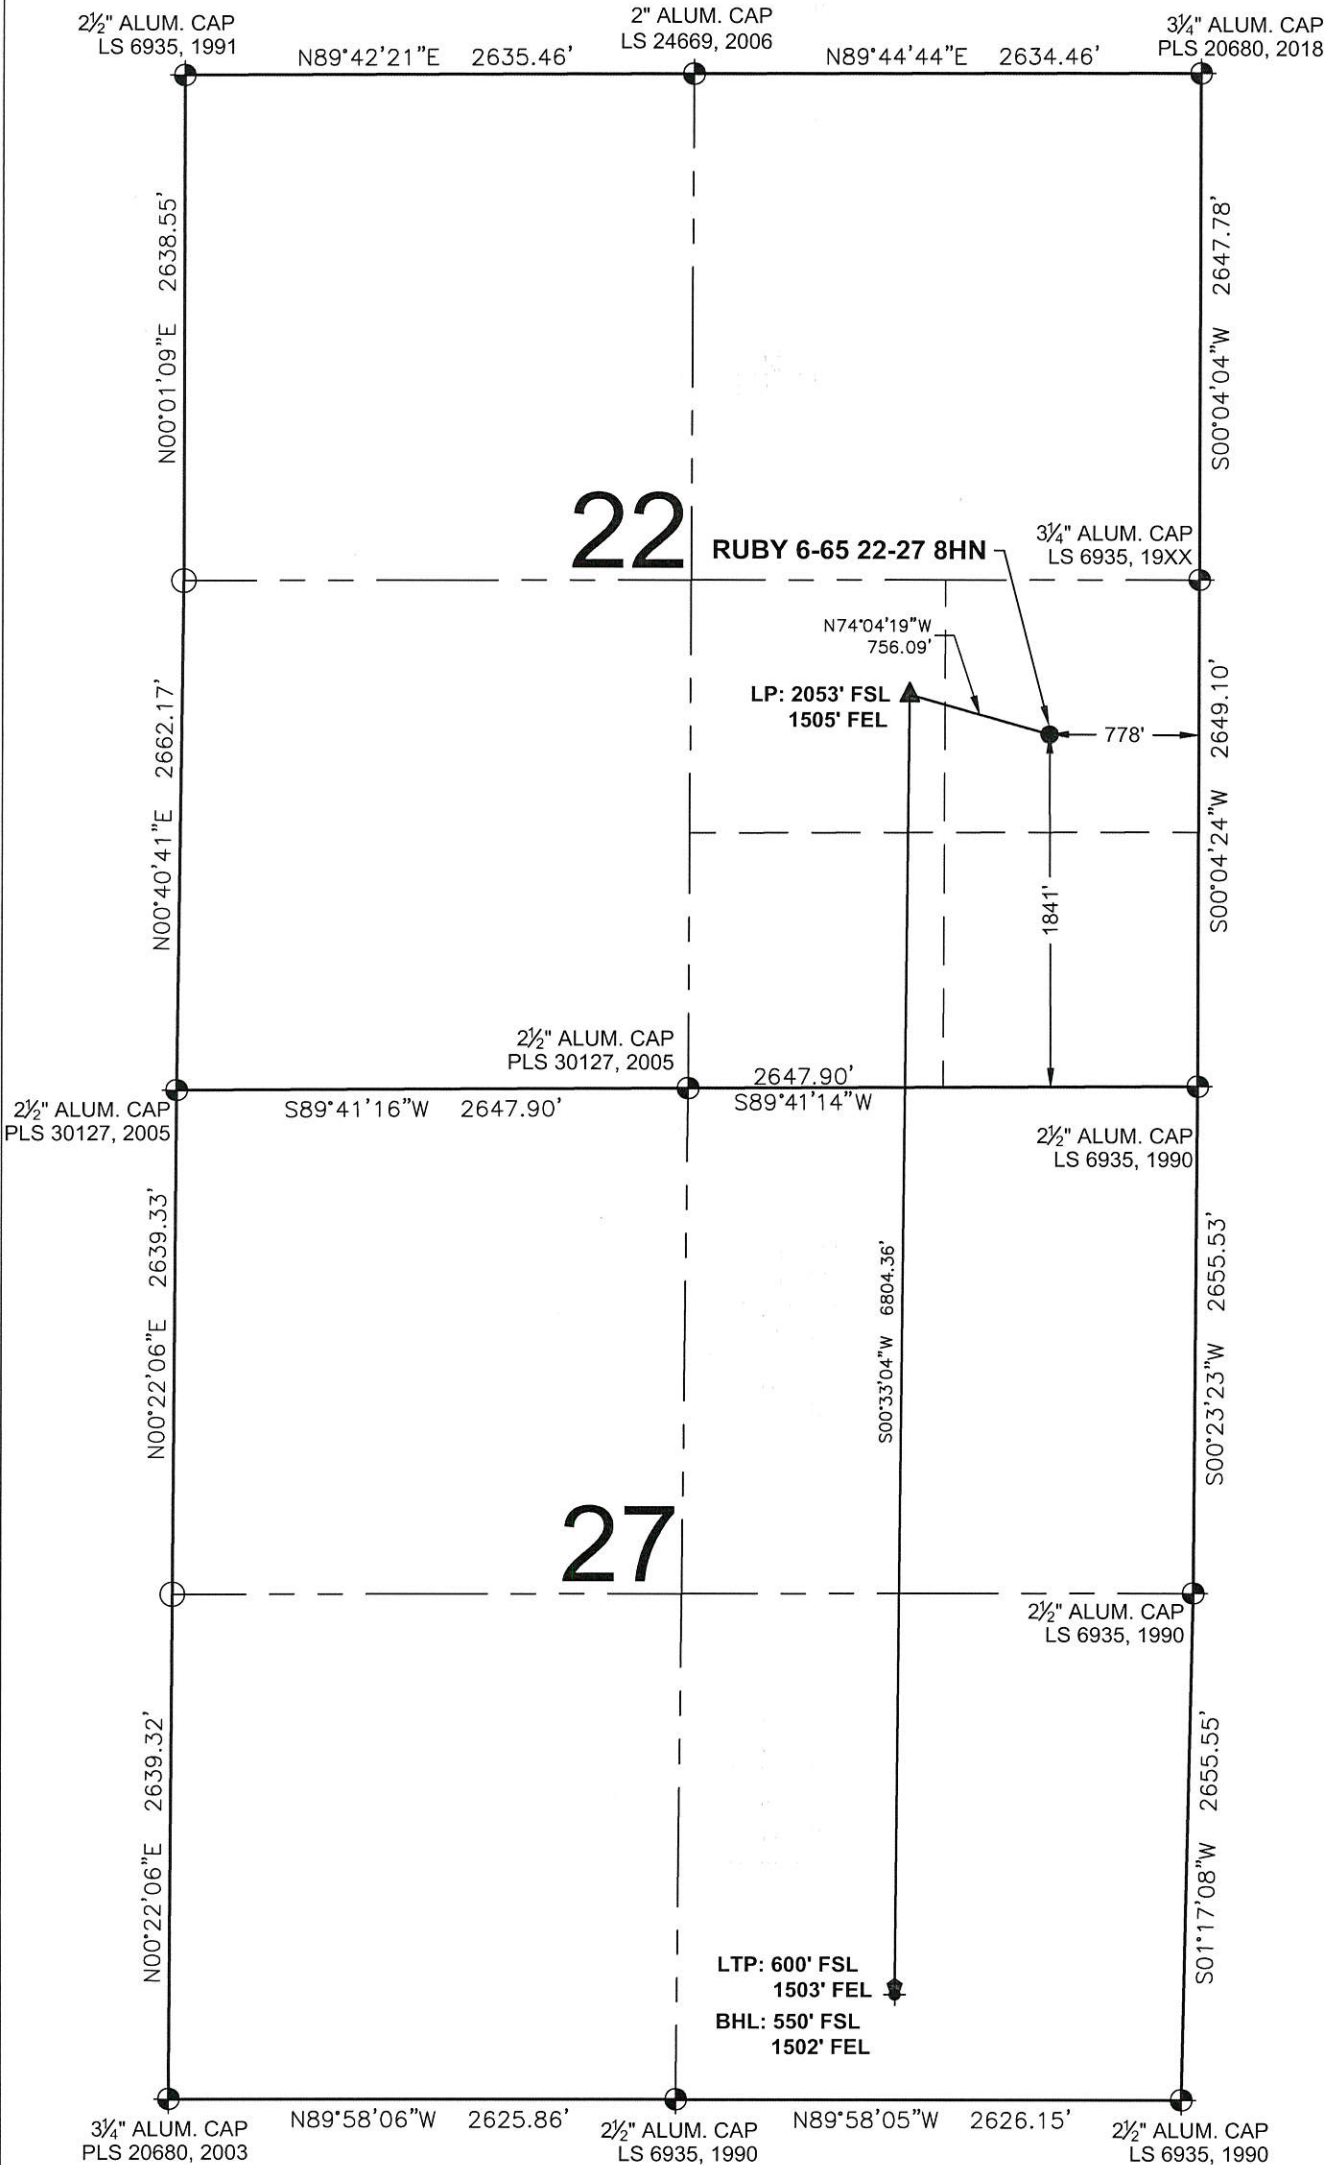 2½" ALUM. CAP
LS 6935, 1991
2" ALUM. CAP
LS 24669, 2006
3¼" ALUM. CAP
PLS 20680, 2018
N89°42'21"E 2635.46'
N89°44'44"E 2634.46'
N00°01'09"E 2638.55'
S00°04'04"W 2647.78'
22
RUBY 6-65 22-27 8HN
3¼" ALUM. CAP
LS 6935, 19XX
N74°04'19"W
756.09'
LP: 2053' FSL
1505' FEL
778'
1841'
N00°40'41"E 2662.17'
S00°04'24"W 2649.10'
2½" ALUM. CAP
PLS 30127, 2005
2647.90'
S89°41'14"W
2½" ALUM. CAP
PLS 30127, 2005
S89°41'16"W 2647.90'
2½" ALUM. CAP
LS 6935, 1990
N00°22'06"E 2639.33'
S00°33'04"W 6804.36'
S00°23'23"W 2655.53'
27
2½" ALUM. CAP
LS 6935, 1990
N00°22'06"E 2639.32'
S01°17'08"W 2655.55'
LTP: 600' FSL
1503' FEL
BHL: 550' FSL
1502' FEL
N89°58'06"W 2625.86'
N89°58'05"W 2626.15'
3¼" ALUM. CAP
PLS 20680, 2003
2½" ALUM. CAP
LS 6935, 1990
2½" ALUM. CAP
LS 6935, 1990